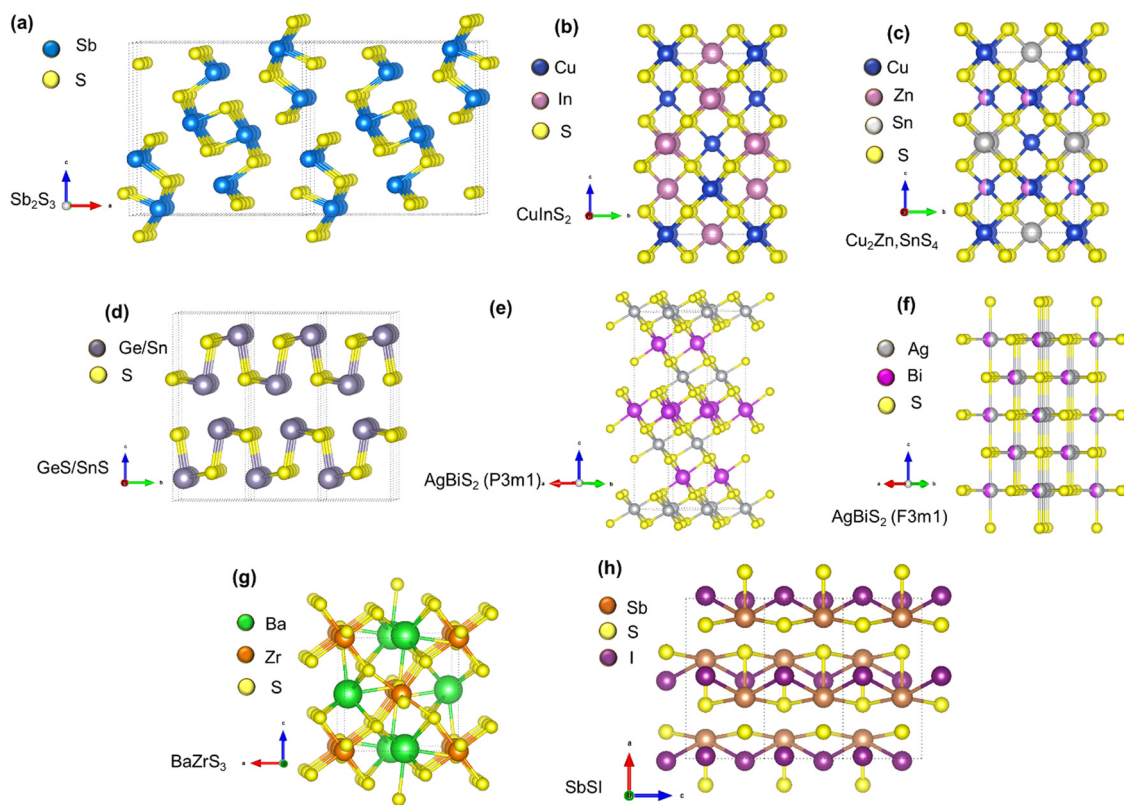 (a)
Sb
S
c
a
Sb₂S₃
(b)
Cu
In
S
c
b
CuInS₂
(c)
Cu
Zn
Sn
S
c
b
Cu₂Zn,SnS₄
(d)
Ge/Sn
S
c
b
GeS/SnS
(e)
c
a
b
AgBiS₂ (P3m1)
(f)
Ag
Bi
S
c
a
b
AgBiS₂ (F3m1)
(g)
Ba
Zr
S
c
a
BaZrS₃
(h)
Sb
S
I
a
c
SbSI